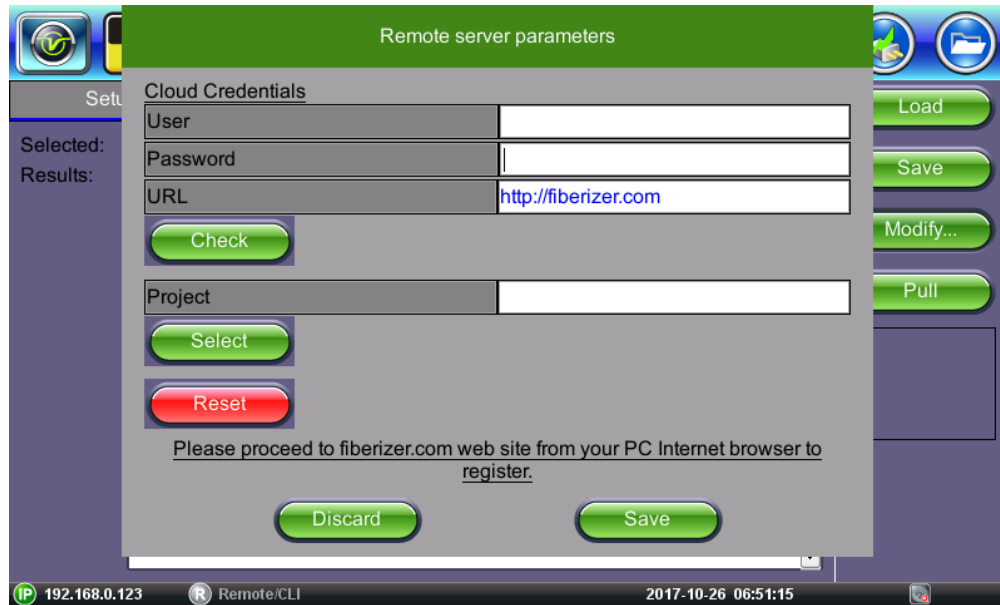 Remote server parameters
Setu
Cloud Credentials
User
Password
URL http://fiberizer.com
Check
Project
Select
Reset
Please proceed to fiberizer.com web site from your PC Internet browser to
register.
Discard Save
Selected:
Results:
Load
Save
Modify...
Pull
IP 192.168.0.123 R Remote/CLI 2017-10-26 06:51:15